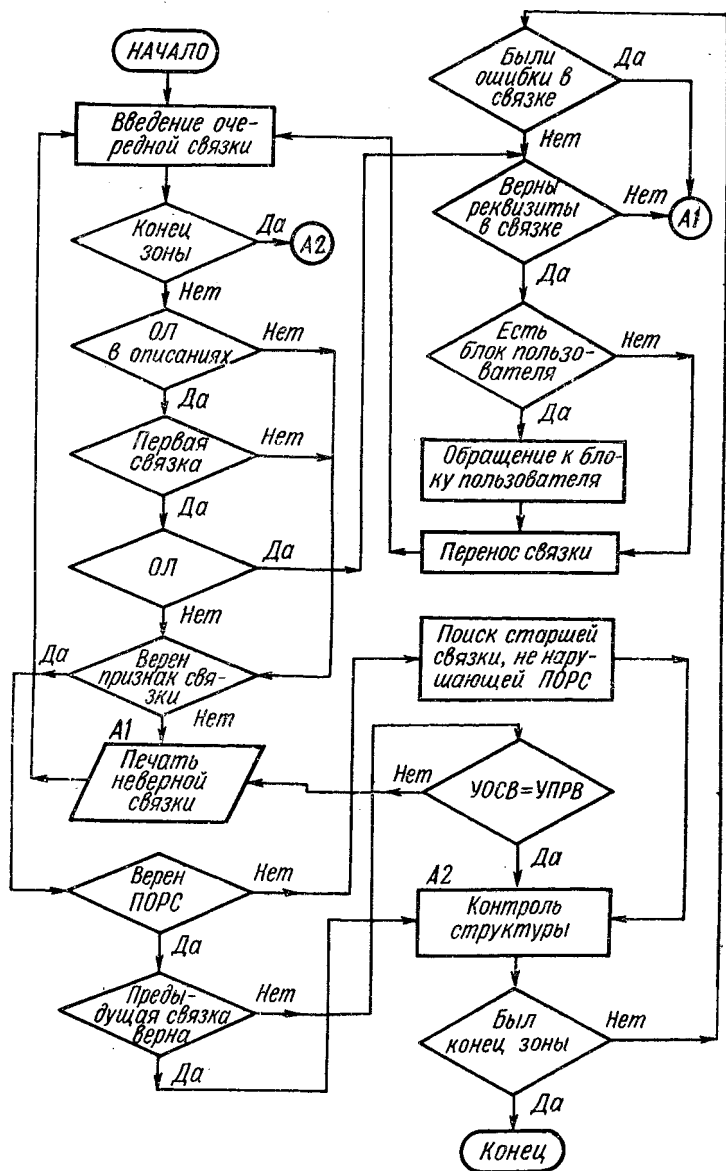 НАЧАЛО
Введение оче-
редной связки
Конец
зоны
Да
А2
Нет
ОЛ
в описаниях
Нет
Да
Первая
связка
Нет
Да
ОЛ
Да
Нет
Да
Верен
признак свя-
зки
Нет
А1
Печать
неверной
связки
Верен
ПОРС
Нет
Да
Преды-
дущая связка
верна
Нет
Да
Были
ошибки в
связке
Да
Нет
Верны
реквизиты
в связке
Нет
А1
Да
Есть
блок пользо-
вателя
Нет
Да
Обращение к бло-
ку пользователя
Перенос связки
Поиск старшей
связки, не нару-
шающей ПОРС
Нет
УОСВ=УПРВ
Да
А2
Контроль
структуры
Был
конец зоны
Нет
Да
Конец